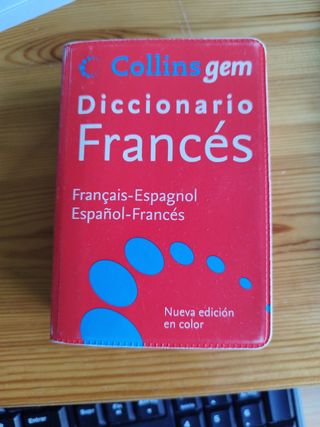 Collins gem
Diccionario
Francés
Français-Espagnol
Español-Francés
Nueva edición
en color